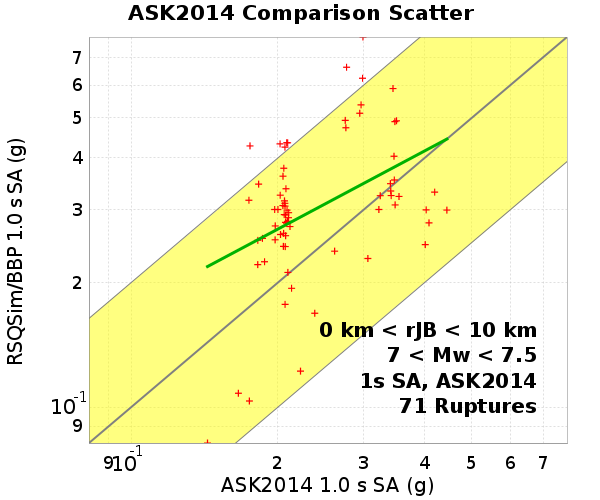 ASK2014 Comparison Scatter
RSQSim/BBP 1.0 s SA (g)
7
6
5
4
3
2
10-1
9
0 km < rJB < 10 km
7 < Mw < 7.5
1s SA, ASK2014
71 Ruptures
9 10-1 2 3 4 5 6 7
ASK2014 1.0 s SA (g)